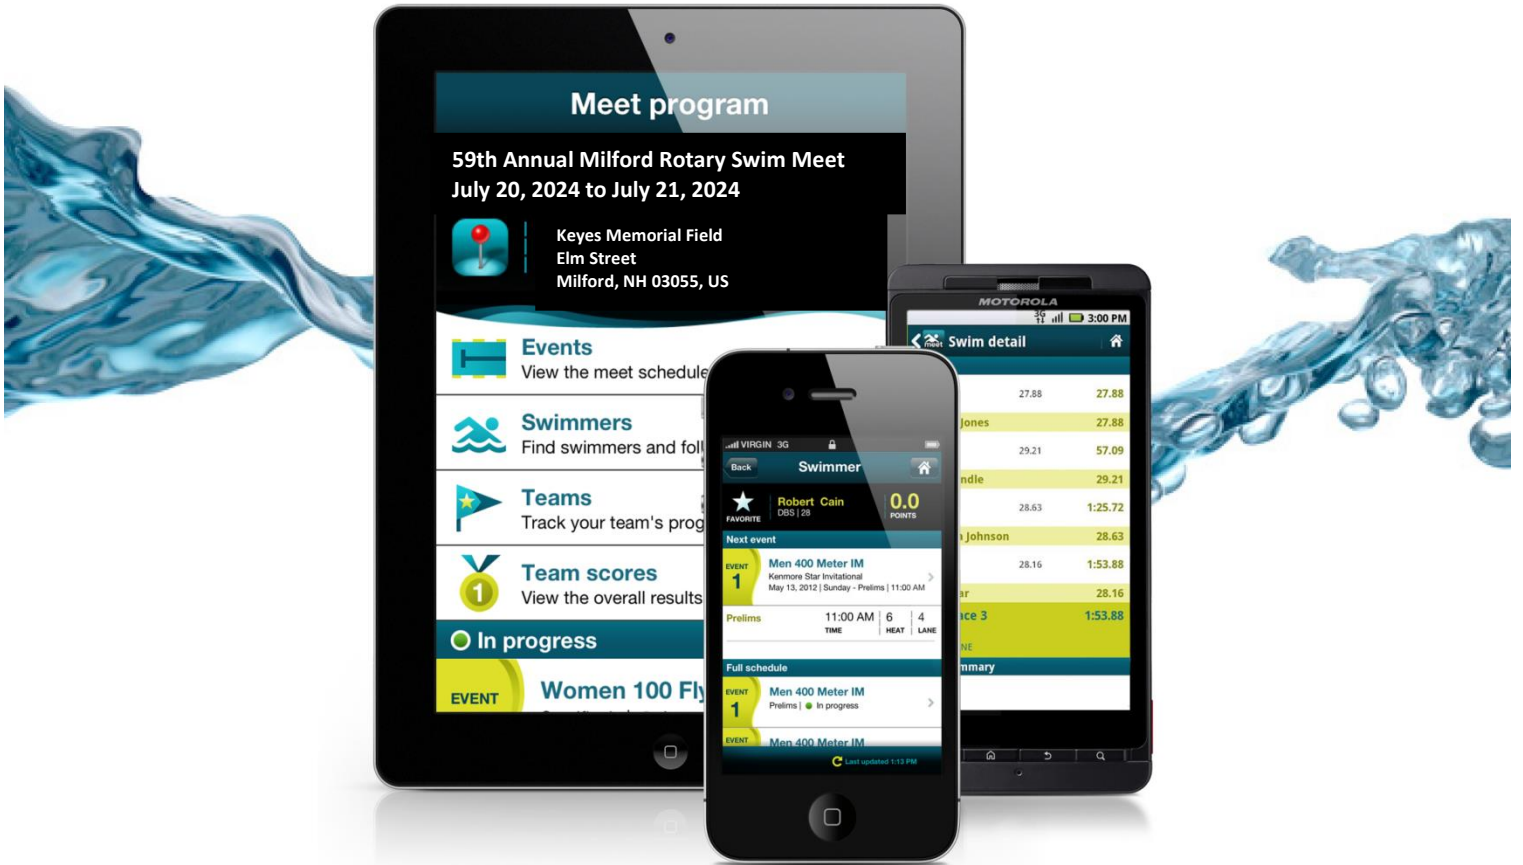 Meet program
59th Annual Milford Rotary Swim Meet
July 20, 2024 to July 21, 2024
Keyes Memorial Field
Elm Street
Milford, NH 03055, US
Events
View the meet schedule
Swimmers
Find swimmers and fol
Teams
Track your team's prog
1
Team scores
View the overall results
In progress
EVENT
Women 100 Fly
VIRGIN 3G
Back
Swimmer
FAVORITE
Robert Cain
DBS | 28
0.0
POINTS
Next event
EVENT
1
Men 400 Meter IM
Kenmore Star Invitational
May 13, 2012 | Sunday - Prelims | 11:00 AM
Prelims
11:00 AM 6 4
TIME HEAT LANE
Full schedule
EVENT
1
Men 400 Meter IM
Prelims | In progress
EVENT
Men 400 Meter IM
Last updated 1:13 PM
MOTOROLA
3G 3:00 PM
meet
Swim detail
27.88 27.88
Jones 27.88
29.21 57.09
ndle 29.21
28.63 1:25.72
Johnson 28.63
28.16 1:53.88
ar 28.16
ace 3 1:53.88
NE
mmary